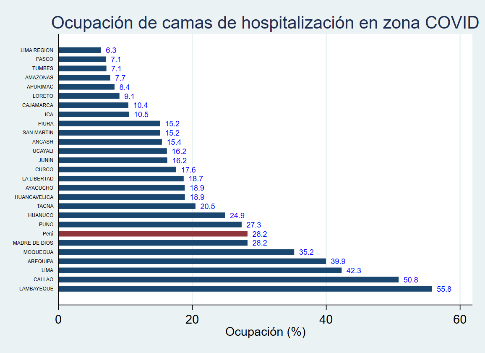 Ocupación de camas de hospitalización en zona COVID
LIMA REGION 6.3
PASCO 7.1
TUMBES 7.1
AMAZONAS 7.7
APURIMAC 8.4
LORETO 9.1
CAJAMARCA 10.4
ICA 10.5
PIURA 15.2
SAN MARTIN 15.2
ANCASH 15.4
UCAYALI 16.2
JUNIN 16.2
CUSCO 17.6
LA LIBERTAD 18.7
AYACUCHO 18.9
HUANCAVELICA 18.9
TACNA 20.5
HUANUCO 24.9
PUNO 27.3
Perú 28.2
MADRE DE DIOS 28.2
MOQUEGUA 35.2
AREQUIPA 39.9
LIMA 42.3
CALLAO 50.8
LAMBAYEQUE 55.8
0 20 40 60
Ocupación (%)